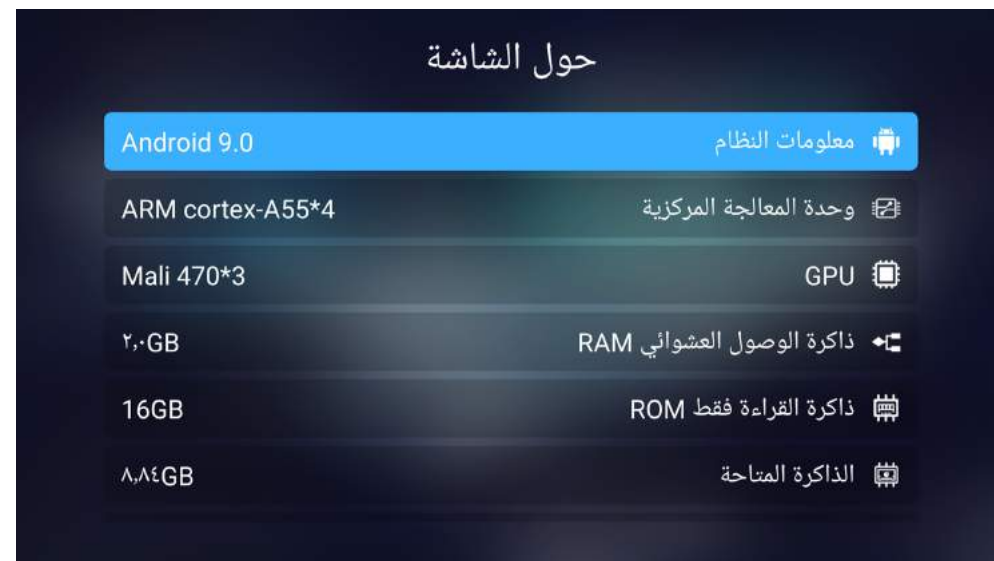 حول الشاشة
معلومات النظام Android 9.0
وحدة المعالجة المركزية ARM cortex-A55*4
GPU Mali 470*3
ذاكرة الوصول العشوائي RAM ٢,٠GB
ذاكرة القراءة فقط ROM 16GB
الذاكرة المتاحة ٨,٨٤GB